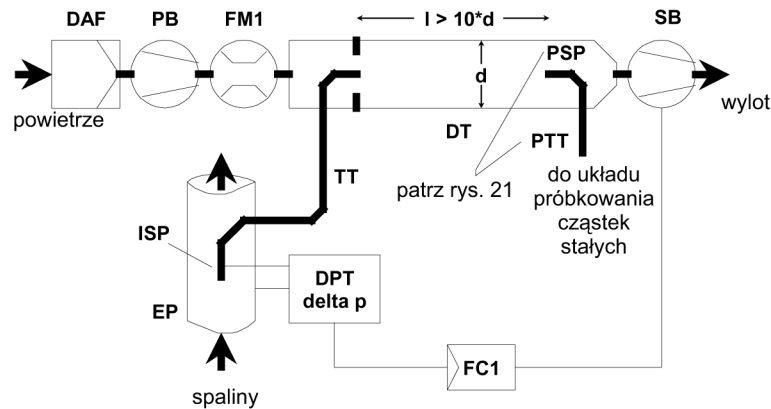 DAF
PB
FM1
l > 10*d
SB
PSP
d
powietrze
wylot
DT
PTT
TT
patrz rys. 21
do układu
próbkowania
cząstek
stałych
ISP
DPT
delta p
EP
FC1
spaliny